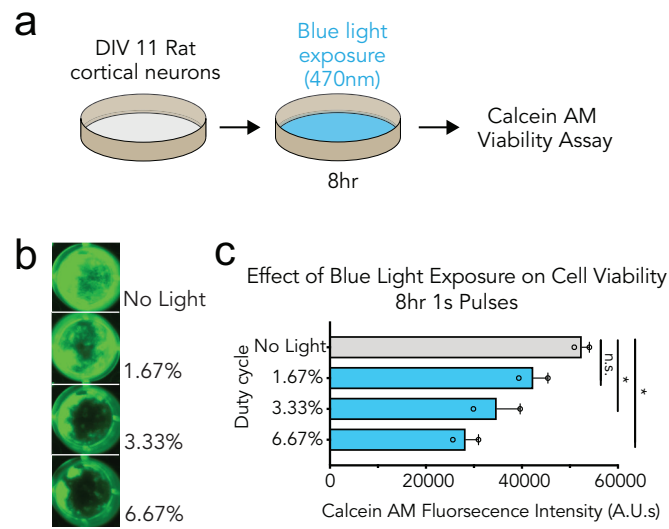 a
DIV 11 Rat
cortical neurons
Blue light
exposure
(470nm)
8hr
Calcein AM
Viability Assay
b
No Light
1.67%
3.33%
6.67%
c
Effect of Blue Light Exposure on Cell Viability
8hr 1s Pulses
Duty cycle
No Light
1.67%
3.33%
6.67%
n.s.
*
*
0
20000
40000
60000
Calcein AM Fluorsecence Intensity (A.U.s)